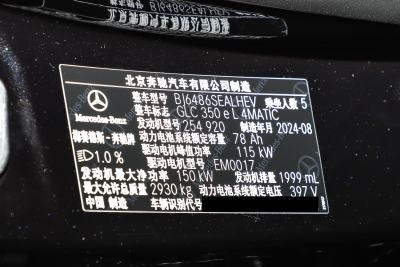 北京奔驰汽车有限公司制造
整车型号 BJ6486SEALHEV 乘坐人数 5
整车名称 GLC 350 e L 4MATIC
Mercedes-Benz 发动机型号 254 920 制造年月 2024-08
梅赛德斯-奔驰牌 动力电池系统额定容量 78 Ah
驱动电机峰值功率 115 kW
1.0 % 驱动电机型号 EM0017
发动机最大净功率 150 kW 发动机排量 1999 mL
最大允许总质量 2930 kg 动力电池系统额定电压 397 V
中国制造 车辆识别代号